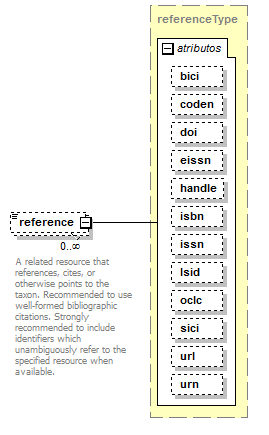 referenceType
atributos
bici
coden
doi
eissn
handle
isbn
issn
lsid
oclc
sici
url
urn
reference
0..∞
A related resource that
references, cites, or
otherwise points to the
taxon. Recommended to use
well-formed bibliographic
citations. Strongly
recommended to include
identifiers which
unambiguously refer to the
specified resource when
available.